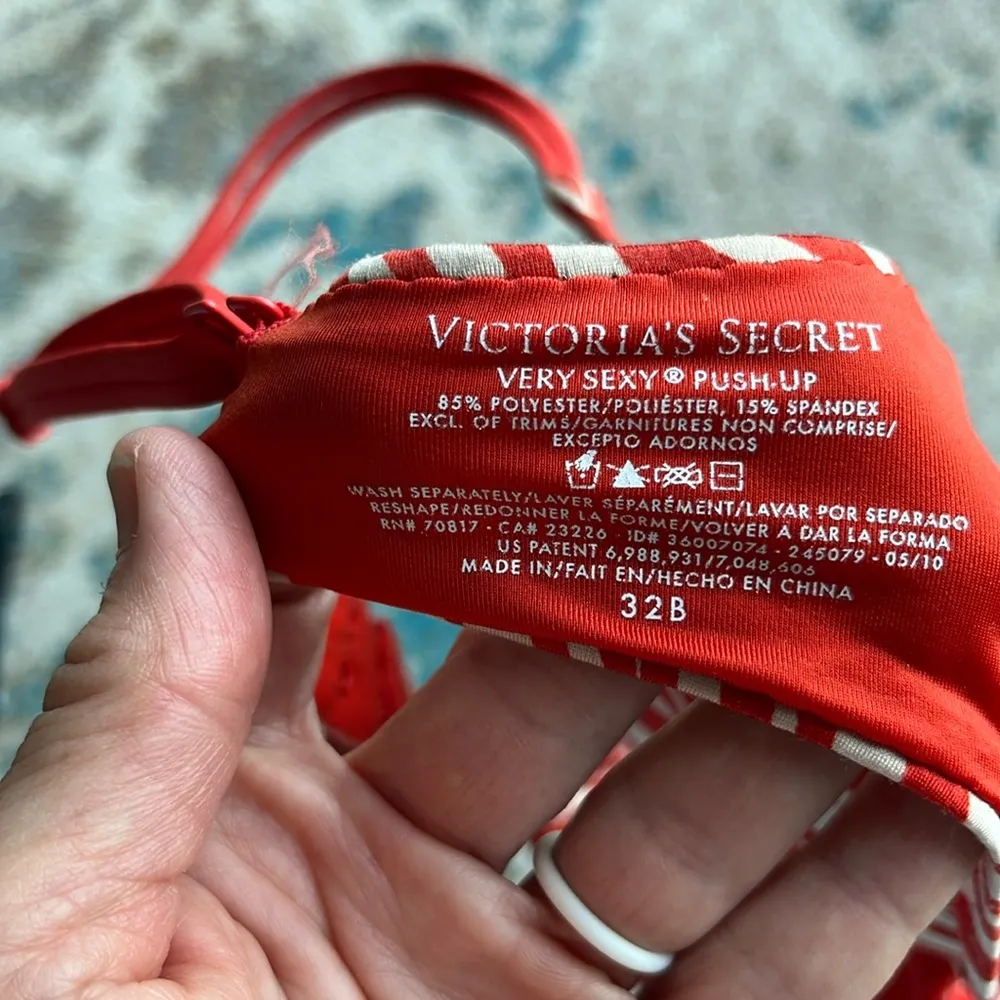 VICTORIA'S SECRET
VERY SEXY® PUSH-UP
85% POLYESTER/POLIÉSTER, 15% SPANDEX
EXCL. OF TRIMS/GARNITURES NON COMPRISE/
EXCEPTO ADORNOS
WASH SEPARATELY/LAVER SÉPARÉMENT/LAVAR POR SEPARADO
RESHAPE/REDONNER LA FORME/VOLVER A DAR LA FORMA
RN# 70817 - CA# 23226 - ID# 36007074 - 245079 - 05/10
US PATENT 6,988,931/7,048,606
MADE IN/FAIT EN/HECHO EN CHINA
32B